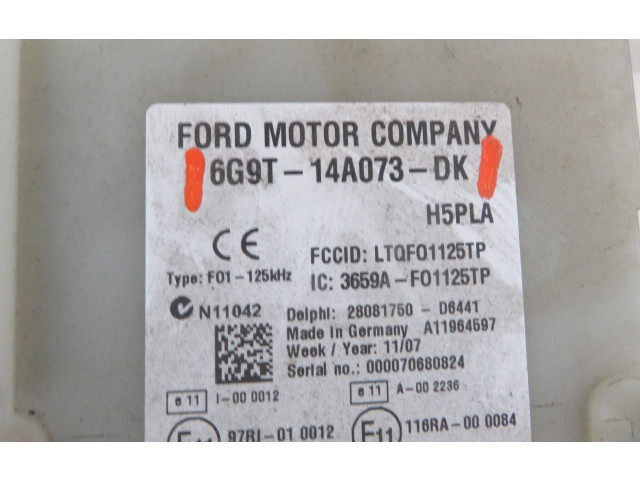 FORD MOTOR COMPANY
6G9T-14A073-DK
H5PLA
CE
FCCID: LTQFO1125TP
Type: FO1-125kHz
IC: 3659A-FO1125TP
N11042
Delphi: 28081750 - D6441
Made in Germany A11964597
Week / Year: 11/07
Serial no.: 000070680824
e 11 I-00 0012
e 11 A-00 2236
E11 97RI-01 0012
E11 116RA-00 0084